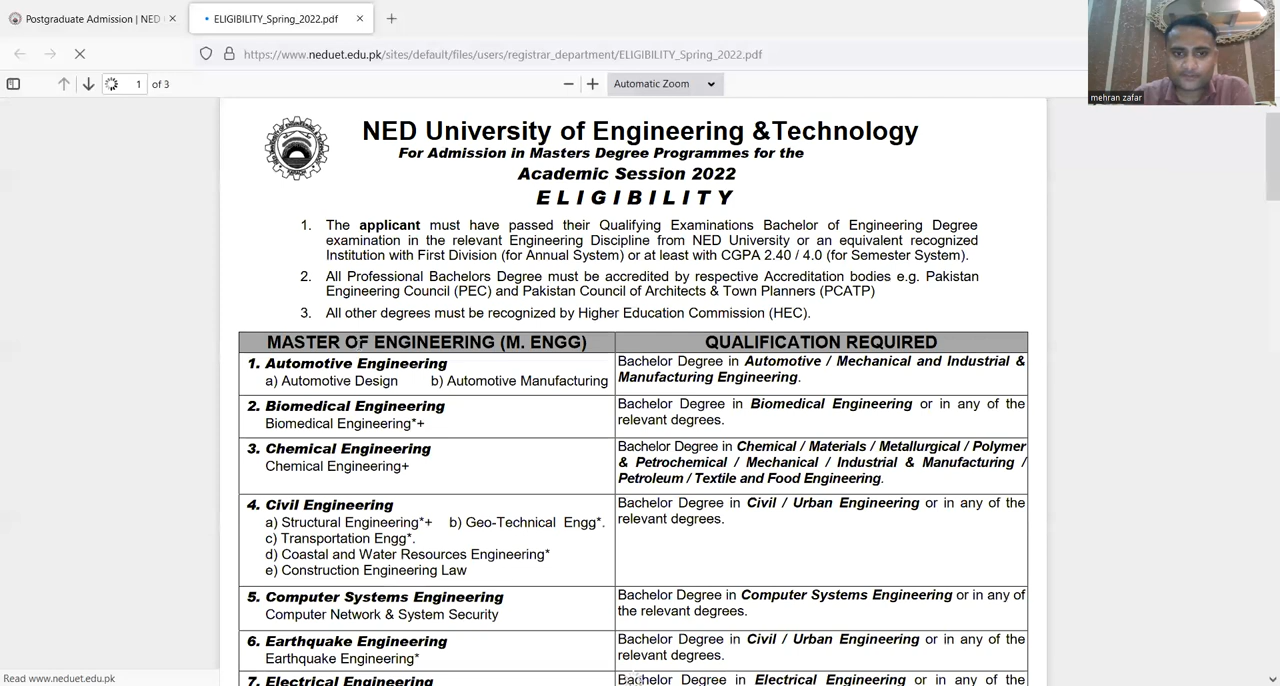 Postgraduate Admission | NED
ELIGIBILITY_Spring_2022.pdf
https://www.neduet.edu.pk/sites/default/files/users/registrar_department/ELIGIBILITY_Spring_2022.pdf
1 of 3
Automatic Zoom
mehran zafar
NED University of Engineering &Technology
For Admission in Masters Degree Programmes for the
Academic Session 2022
E L I G I B I L I T Y
1. The applicant must have passed their Qualifying Examinations Bachelor of Engineering Degree
examination in the relevant Engineering Discipline from NED University or an equivalent recognized
Institution with First Division (for Annual System) or at least with CGPA 2.40 / 4.0 (for Semester System).
2. All Professional Bachelors Degree must be accredited by respective Accreditation bodies e.g. Pakistan
Engineering Council (PEC) and Pakistan Council of Architects & Town Planners (PCATP)
3. All other degrees must be recognized by Higher Education Commission (HEC).
MASTER OF ENGINEERING (M. ENGG)
QUALIFICATION REQUIRED
1. Automotive Engineering
a) Automotive Design b) Automotive Manufacturing
Bachelor Degree in Automotive / Mechanical and Industrial &
Manufacturing Engineering.
2. Biomedical Engineering
Biomedical Engineering*+
Bachelor Degree in Biomedical Engineering or in any of the
relevant degrees.
3. Chemical Engineering
Chemical Engineering+
Bachelor Degree in Chemical / Materials / Metallurgical / Polymer
& Petrochemical / Mechanical / Industrial & Manufacturing /
Petroleum / Textile and Food Engineering.
4. Civil Engineering
a) Structural Engineering*+ b) Geo-Technical Engg*.
c) Transportation Engg*.
d) Coastal and Water Resources Engineering*
e) Construction Engineering Law
Bachelor Degree in Civil / Urban Engineering or in any of the
relevant degrees.
5. Computer Systems Engineering
Computer Network & System Security
Bachelor Degree in Computer Systems Engineering or in any of
the relevant degrees.
6. Earthquake Engineering
Earthquake Engineering*
Bachelor Degree in Civil / Urban Engineering or in any of the
relevant degrees.
7. Electrical Engineering
Bachelor Degree in Electrical Engineering or in any of the
Read www.neduet.edu.pk